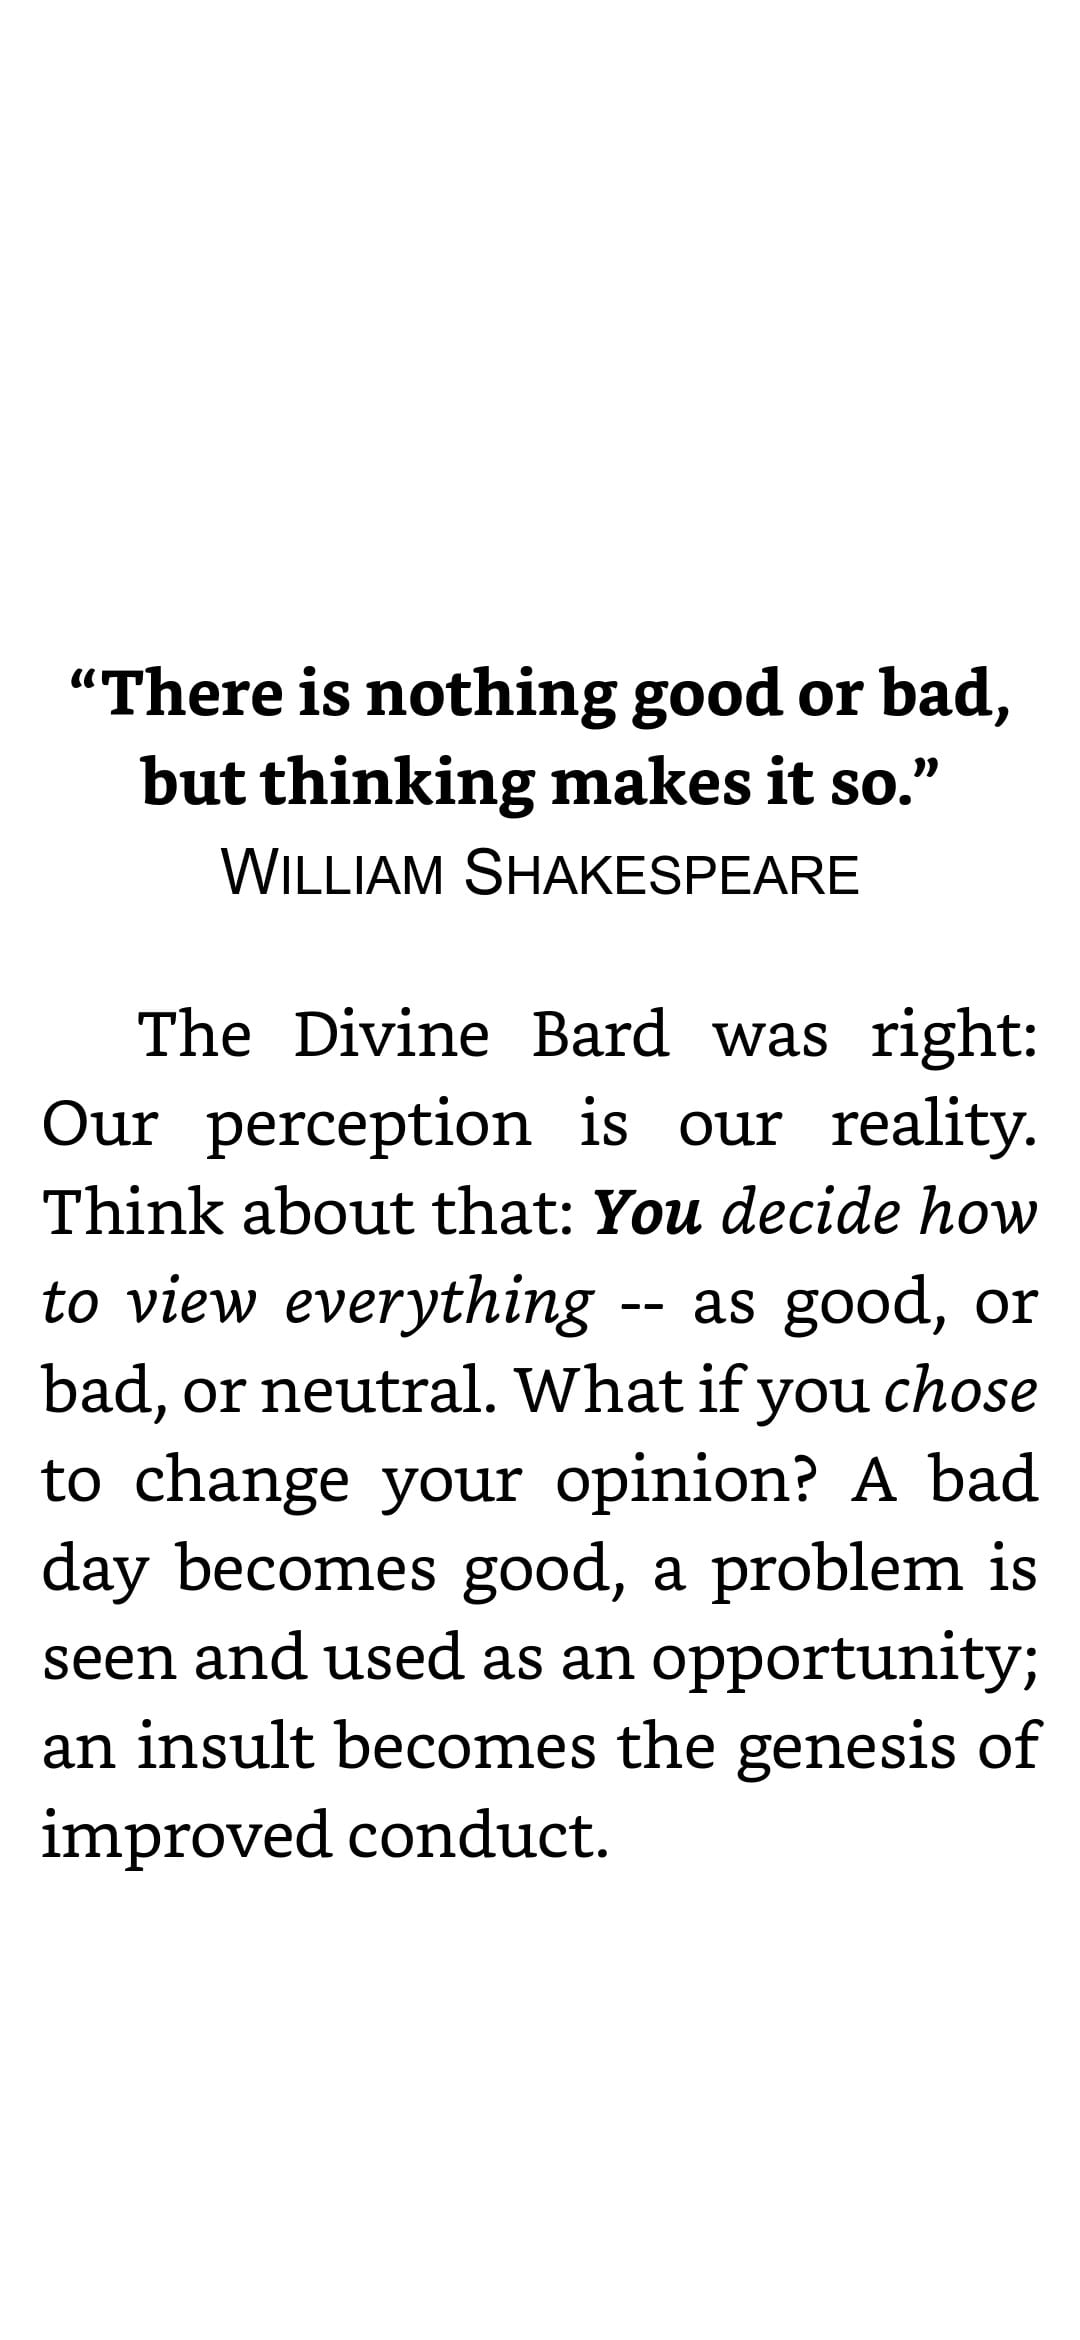 “There is nothing good or bad,
but thinking makes it so.”
WILLIAM SHAKESPEARE
The Divine Bard was right:
Our perception is our reality.
Think about that: You decide how
to view everything -- as good, or
bad, or neutral. What if you chose
to change your opinion? A bad
day becomes good, a problem is
seen and used as an opportunity;
an insult becomes the genesis of
improved conduct.